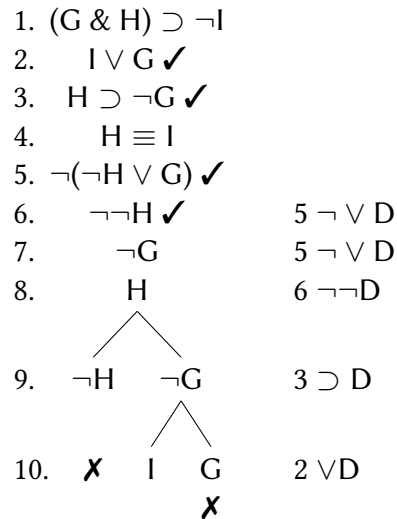 1. (G & H) ⊃ ¬I
2. I ∨ G ✓
3. H ⊃ ¬G ✓
4. H ≡ I
5. ¬(¬H ∨ G) ✓
6. ¬¬H ✓ 5 ¬ ∨ D
7. ¬G 5 ¬ ∨ D
8. H 6 ¬¬D
9. ¬H ¬G 3 ⊃ D
10. ✗ I G 2 ∨D
✗